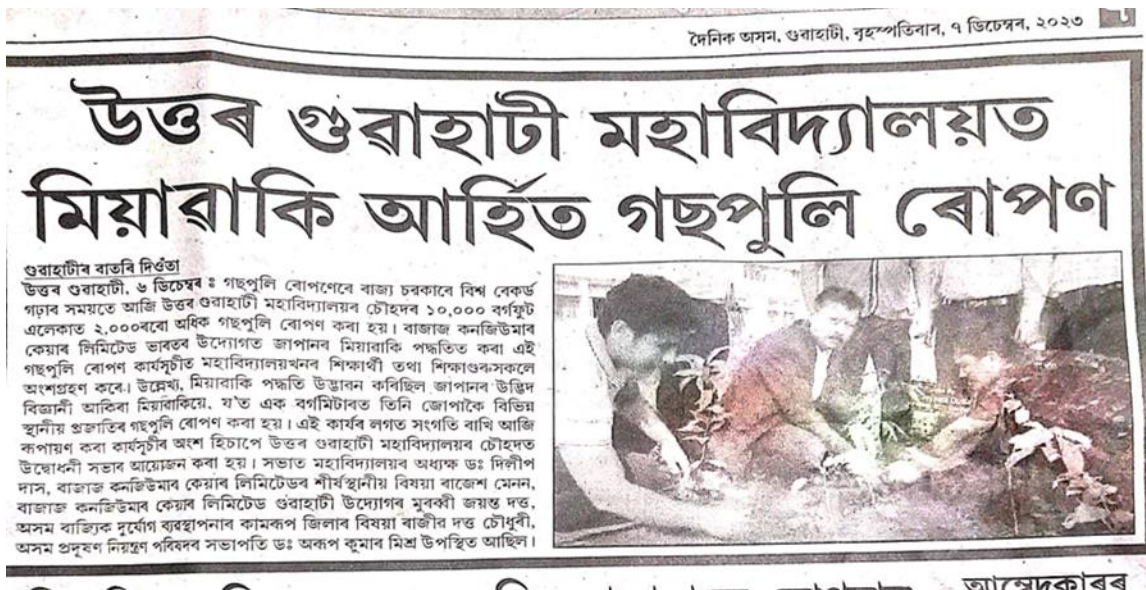 দৈনিক অসম, গুৱাহাটী, বৃহস্পতিবাৰ, ৭ ডিচেম্বৰ, ২০২৩
উত্তৰ গুৱাহাটী মহাবিদ্যালয়ত
মিয়াৱাকি আৰ্হিত গছপুলি ৰোপণ
গুৱাহাটীৰ বাতৰি দিওঁতা
উত্তৰ গুৱাহাটী, ৬ ডিচেম্বৰ ঃ গছপুলি ৰোপণেৰে ৰাজ্য চৰকাৰে বিশ্ব ৰেকৰ্ড
গঢ়াৰ সময়তে আজি উত্তৰ গুৱাহাটী মহাবিদ্যালয়ৰ চৌহদৰ ১০,০০০ বৰ্গফুট
এলেকাত ২,০০০ৰো অধিক গছপুলি ৰোপণ কৰা হয়। বাজাজ কনজিউমাৰ
কেয়াৰ লিমিটেড ভাৰতৰ উদ্যোগত জাপানৰ মিয়াৱাকি পদ্ধতিত কৰা এই
গছপুলি ৰোপণ কাৰ্যসূচীত মহাবিদ্যালয়খনৰ শিক্ষাৰ্থী তথা শিক্ষাগুৰুসকলে
অংশগ্ৰহণ কৰে। উল্লেখ্য, মিয়াৱাকি পদ্ধতি উদ্ভাৱন কৰিছিল জাপানৰ উদ্ভিদ
বিজ্ঞানী আকিৰা মিয়াৱাকিয়ে, য'ত এক বৰ্গমিটাৰত তিনি জোপাকৈ বিভিন্ন
স্থানীয় প্ৰজাতিৰ গছপুলি ৰোপণ কৰা হয়। এই কাৰ্যৰ লগত সংগতি ৰাখি আজি
ৰূপায়ণ কৰা কাৰ্যসূচীৰ অংশ হিচাপে উত্তৰ গুৱাহাটী মহাবিদ্যালয়ৰ চৌহদত
উদ্বোধনী সভাৰ আয়োজন কৰা হয়। সভাত মহাবিদ্যালয়ৰ অধ্যক্ষ ডঃ দিলীপ
দাস, বাজাজ কনজিউমাৰ কেয়াৰ লিমিটেডৰ শীৰ্ষস্থানীয় বিষয়া ৰাজেশ মেনন,
বাজাজ কনজিউমাৰ কেয়াৰ লিমিটেড গুৱাহাটী উদ্যোগৰ মুৰব্বী জয়ন্ত দত্ত,
অসম ৰাজ্যিক দুৰ্যোগ ব্যৱস্থাপনাৰ কামৰূপ জিলাৰ বিষয়া ৰাজীৱ দত্ত চৌধুৰী,
অসম প্ৰদূষণ নিয়ন্ত্ৰণ পৰিষদৰ সভাপতি ডঃ অৰূপ কুমাৰ মিশ্ৰ উপস্থিত আছিল।